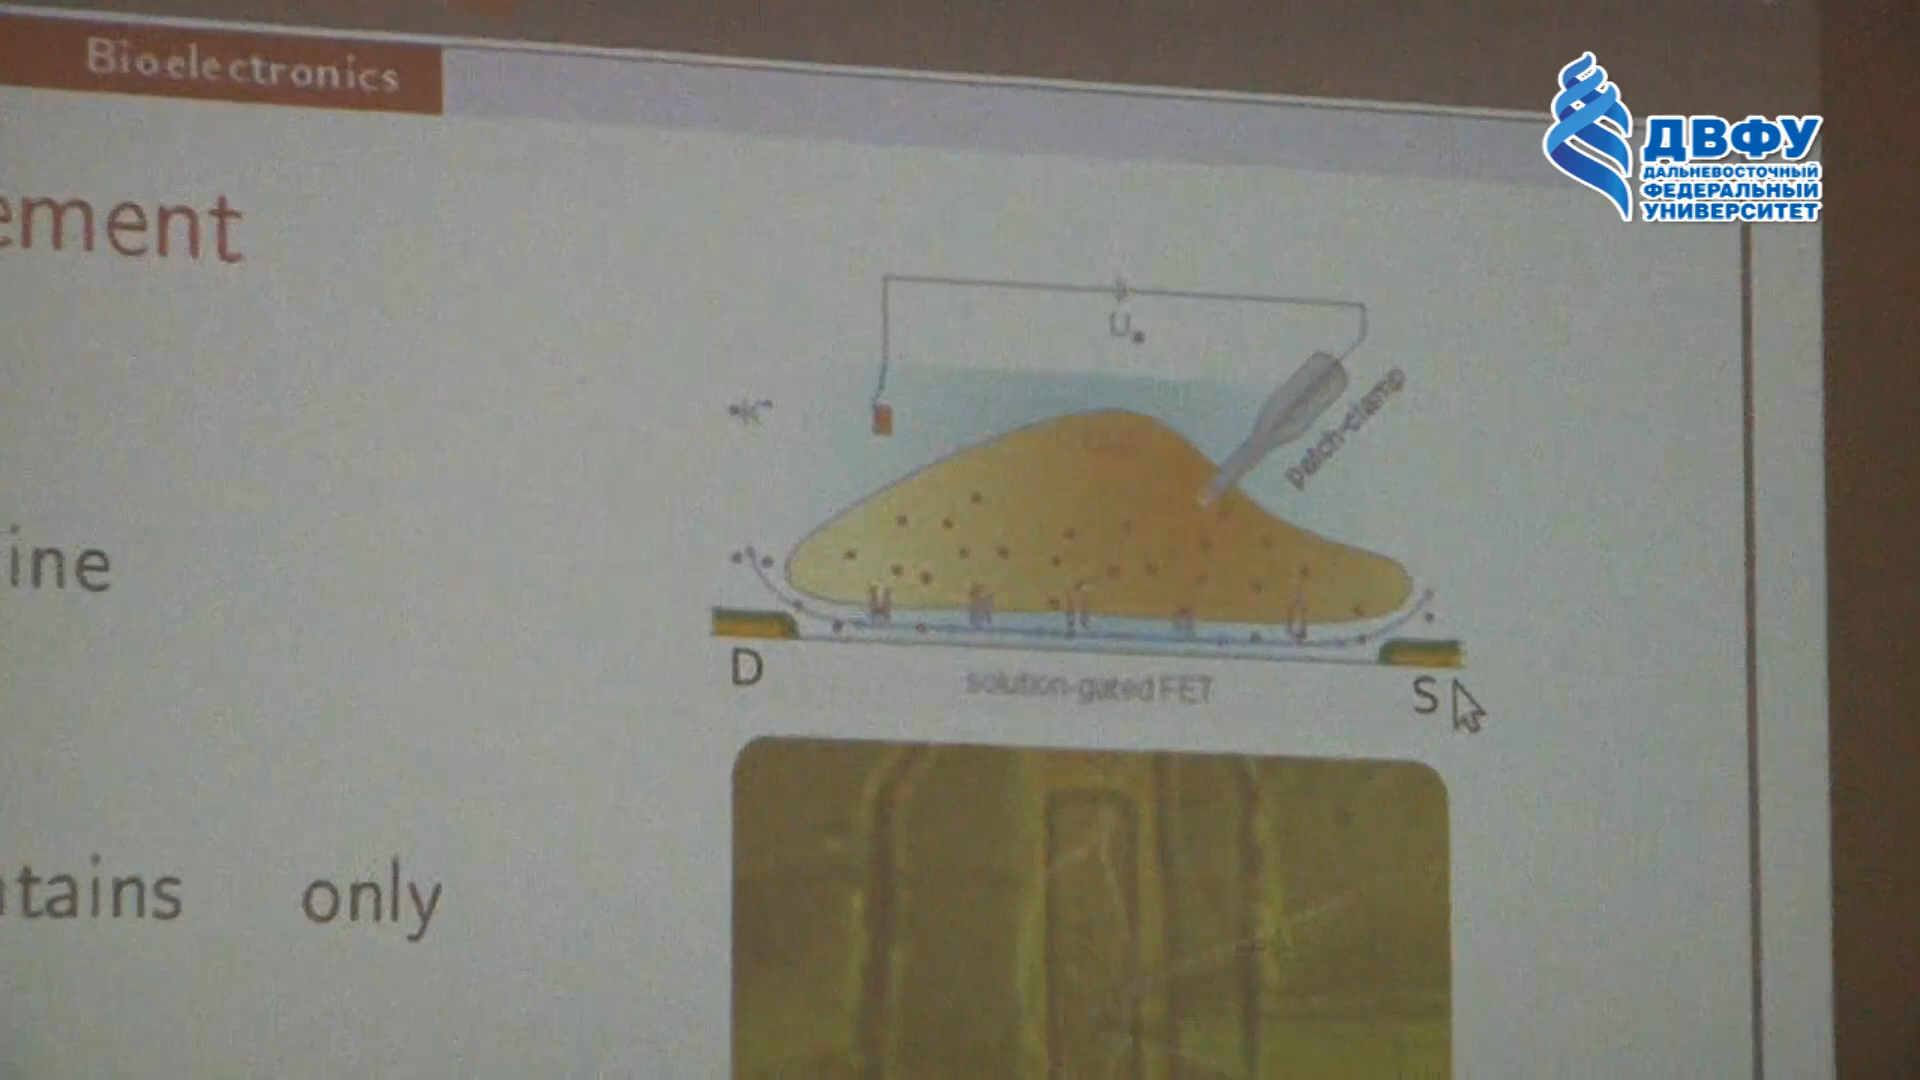 Bioelectronics
ДВФУ
ДАЛЬНЕВОСТОЧНЫЙ
ФЕДЕРАЛЬНЫЙ
УНИВЕРСИТЕТ
ement
U
patch-clamp
ine
D
S
solution-gated FET
tains only